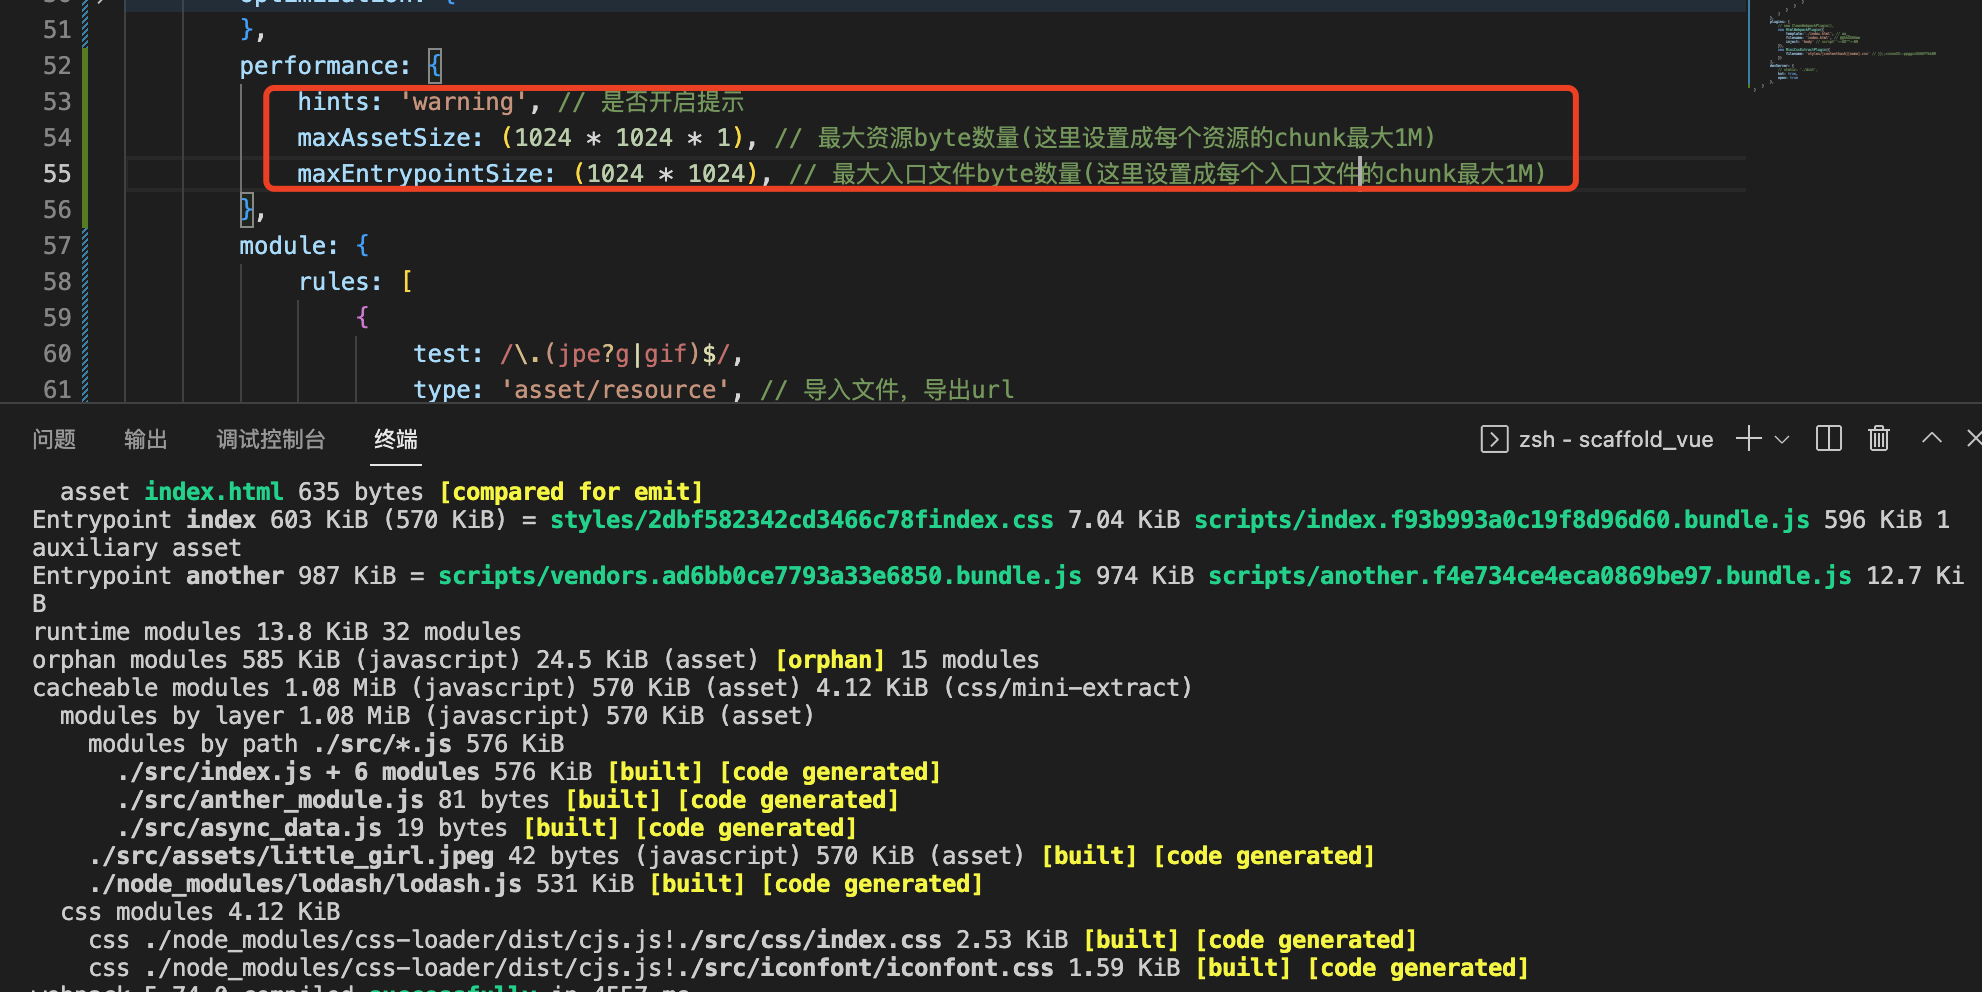 50 optimization: {
51 },
52 performance: {
53 hints: 'warning', // 是否开启提示
54 maxAssetSize: (1024 * 1024 * 1), // 最大资源byte数量(这里设置成每个资源的chunk最大1M)
55 maxEntrypointSize: (1024 * 1024), // 最大入口文件byte数量(这里设置成每个入口文件的chunk最大1M)
56 },
57 module: {
58 rules: [
59 {
60 test: /\.(jpe?g|gif)$/,
61 type: 'asset/resource', // 导入文件，导出url
问题 输出 调试控制台 终端 zsh - scaffold_vue
asset index.html 635 bytes [compared for emit]
Entrypoint index 603 KiB (570 KiB) = styles/2dbf582342cd3466c78findex.css 7.04 KiB scripts/index.f93b993a0c19f8d96d60.bundle.js 596 KiB 1
auxiliary asset
Entrypoint another 987 KiB = scripts/vendors.ad6bb0ce7793a33e6850.bundle.js 974 KiB scripts/another.f4e734ce4eca0869be97.bundle.js 12.7 Ki
B
runtime modules 13.8 KiB 32 modules
orphan modules 585 KiB (javascript) 24.5 KiB (asset) [orphan] 15 modules
cacheable modules 1.08 MiB (javascript) 570 KiB (asset) 4.12 KiB (css/mini-extract)
modules by layer 1.08 MiB (javascript) 570 KiB (asset)
modules by path ./src/*.js 576 KiB
./src/index.js + 6 modules 576 KiB [built] [code generated]
./src/anther_module.js 81 bytes [built] [code generated]
./src/async_data.js 19 bytes [built] [code generated]
./src/assets/little_girl.jpeg 42 bytes (javascript) 570 KiB (asset) [built] [code generated]
./node_modules/lodash/lodash.js 531 KiB [built] [code generated]
css modules 4.12 KiB
css ./node_modules/css-loader/dist/cjs.js!./src/css/index.css 2.53 KiB [built] [code generated]
css ./node_modules/css-loader/dist/cjs.js!./src/iconfont/iconfont.css 1.59 KiB [built] [code generated]
webpack 5.74.0 compiled successfully in 4557 ms